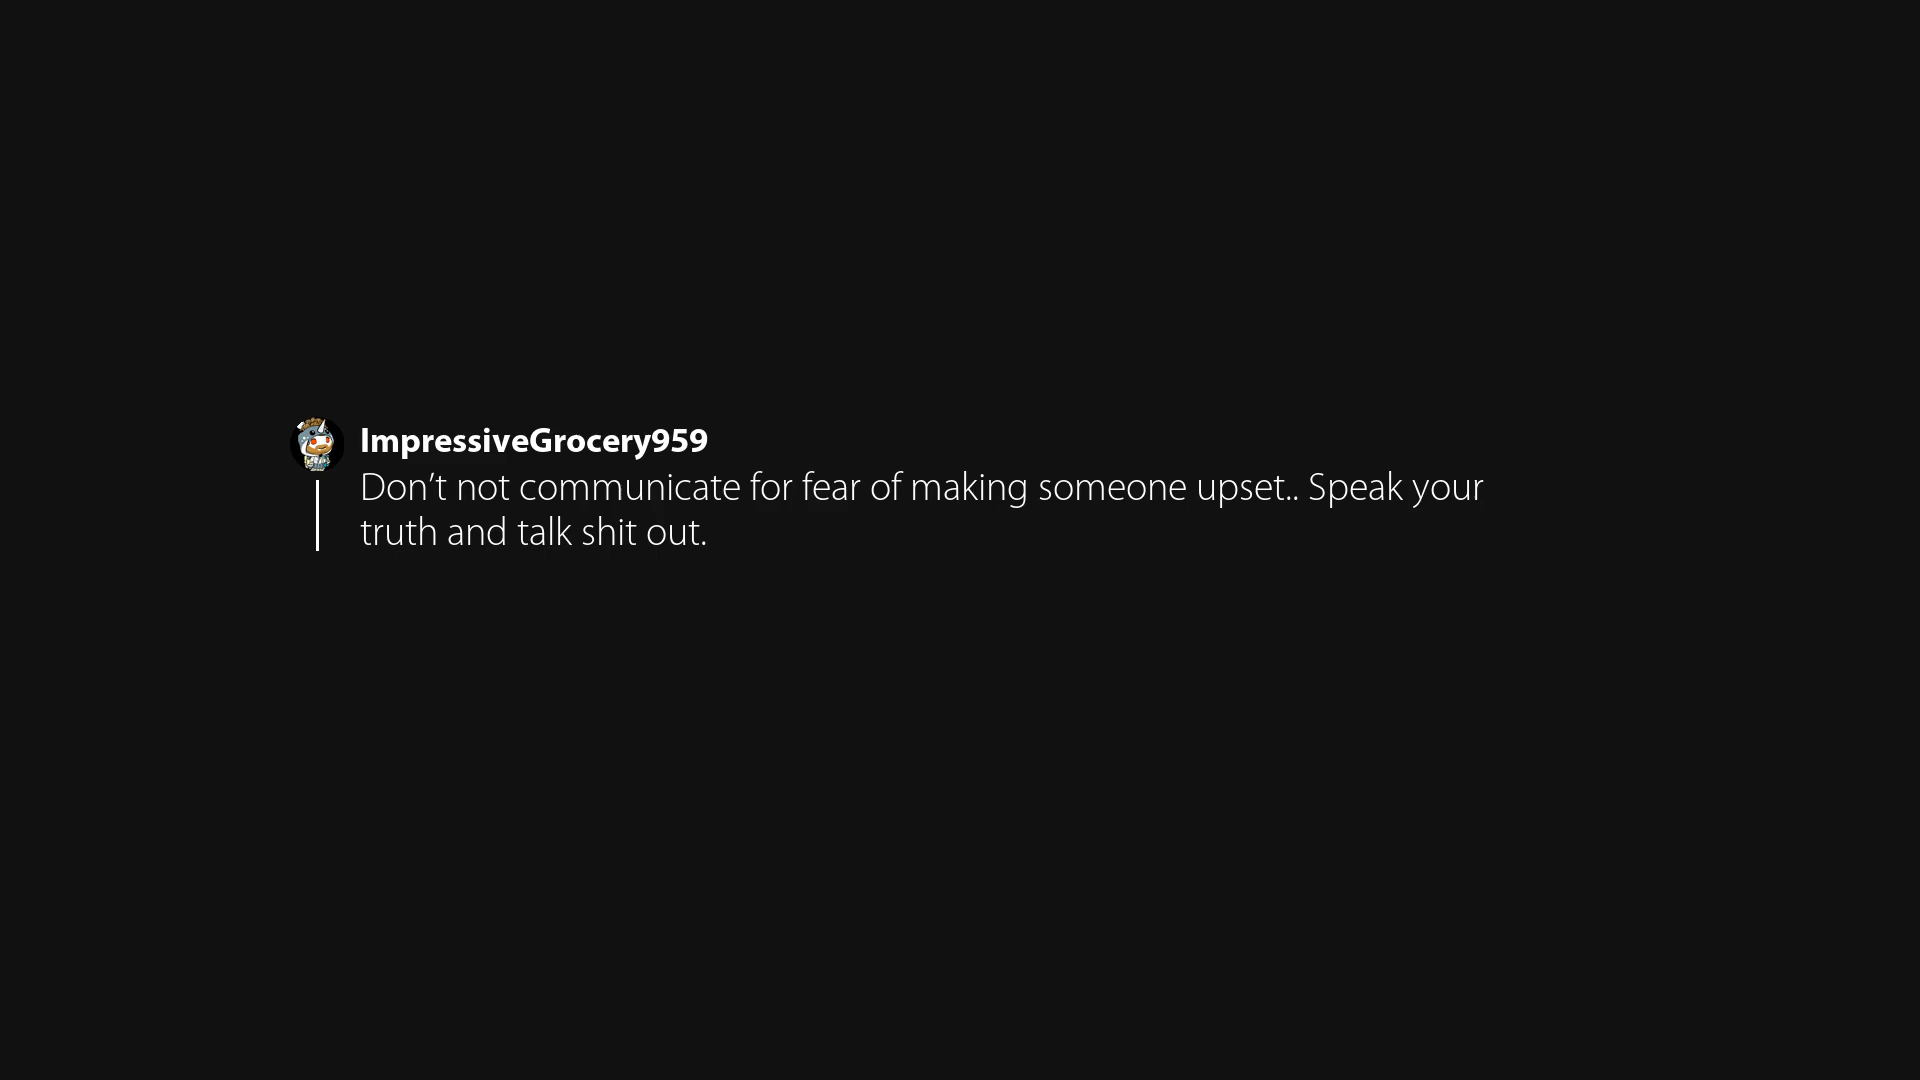 ImpressiveGrocery959
Don’t not communicate for fear of making someone upset.. Speak your
truth and talk shit out.